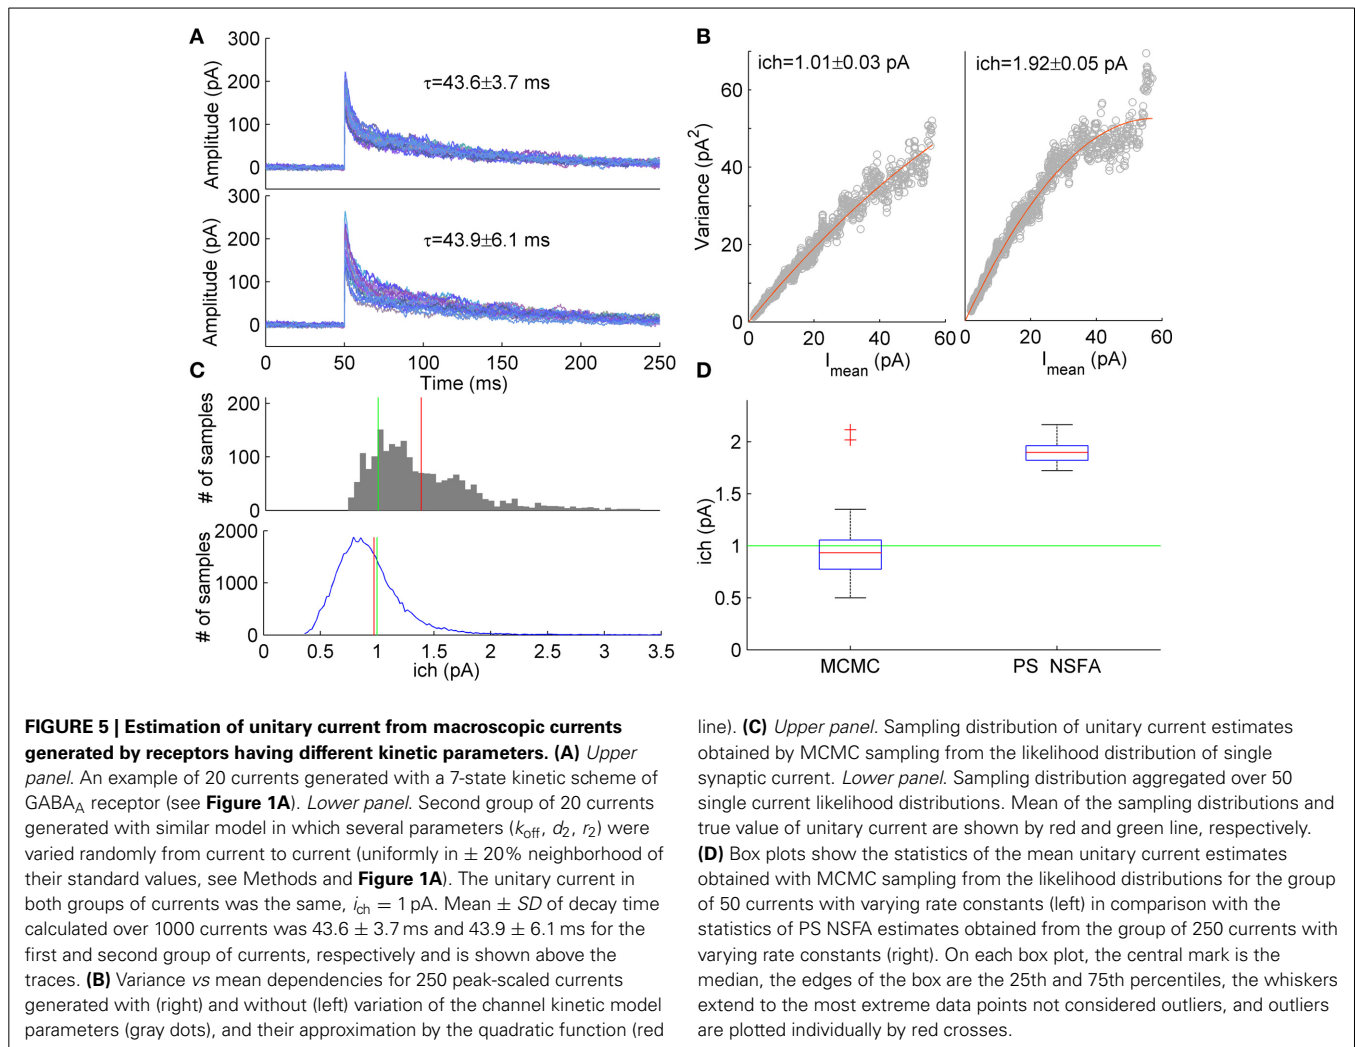 A
300
200
100
0
Amplitude (pA)
τ=43.6±3.7 ms
300
200
100
0
Amplitude (pA)
τ=43.9±6.1 ms
0
50
100
150
200
250
Time (ms)
B
ich=1.01±0.03 pA
ich=1.92±0.05 pA
60
40
20
0
Variance (pA²)
0
20
40
60
I_mean (pA)
0
20
40
60
I_mean (pA)
C
200
100
0
# of samples
2000
1000
0
# of samples
0
0.5
1
1.5
2
2.5
3
3.5
ich (pA)
D
2
1.5
1
0.5
0
ich (pA)
MCMC
PS NSFA
FIGURE 5 | Estimation of unitary current from macroscopic currents
generated by receptors having different kinetic parameters. (A) Upper
panel. An example of 20 currents generated with a 7-state kinetic scheme of
GABA_A receptor (see Figure 1A). Lower panel. Second group of 20 currents
generated with similar model in which several parameters (k_off, d₂, r₂) were
varied randomly from current to current (uniformly in ± 20% neighborhood of
their standard values, see Methods and Figure 1A). The unitary current in
both groups of currents was the same, i_ch = 1 pA. Mean ± SD of decay time
calculated over 1000 currents was 43.6 ± 3.7 ms and 43.9 ± 6.1 ms for the
first and second group of currents, respectively and is shown above the
traces. (B) Variance vs mean dependencies for 250 peak-scaled currents
generated with (right) and without (left) variation of the channel kinetic model
parameters (gray dots), and their approximation by the quadratic function (red
line). (C) Upper panel. Sampling distribution of unitary current estimates
obtained by MCMC sampling from the likelihood distribution of single
synaptic current. Lower panel. Sampling distribution aggregated over 50
single current likelihood distributions. Mean of the sampling distributions and
true value of unitary current are shown by red and green line, respectively.
(D) Box plots show the statistics of the mean unitary current estimates
obtained with MCMC sampling from the likelihood distributions for the group
of 50 currents with varying rate constants (left) in comparison with the
statistics of PS NSFA estimates obtained from the group of 250 currents with
varying rate constants (right). On each box plot, the central mark is the
median, the edges of the box are the 25th and 75th percentiles, the whiskers
extend to the most extreme data points not considered outliers, and outliers
are plotted individually by red crosses.